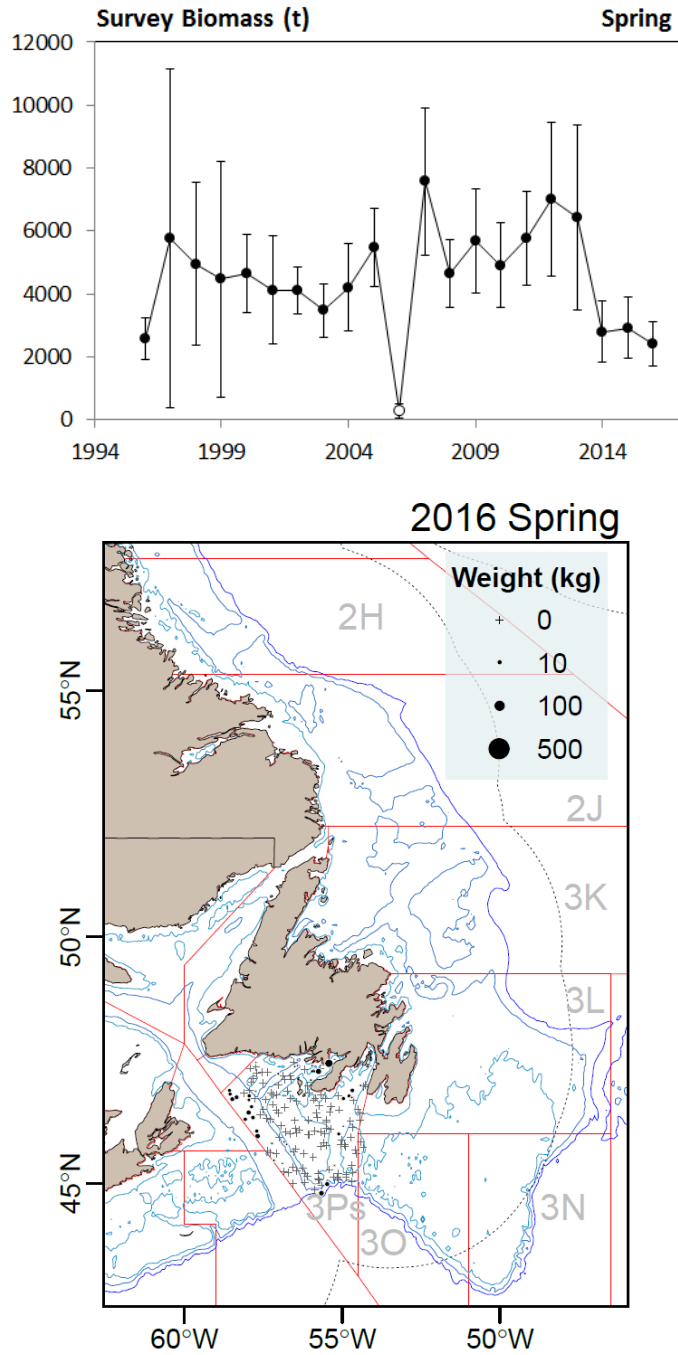 Survey Biomass (t) Spring
12000
10000
8000
6000
4000
2000
0
1994 1999 2004 2009 2014
2016 Spring
Weight (kg)
0
10
100
500
2H
2J
3K
3L
3Ps
3O
3N
55°N
50°N
45°N
60°W 55°W 50°W